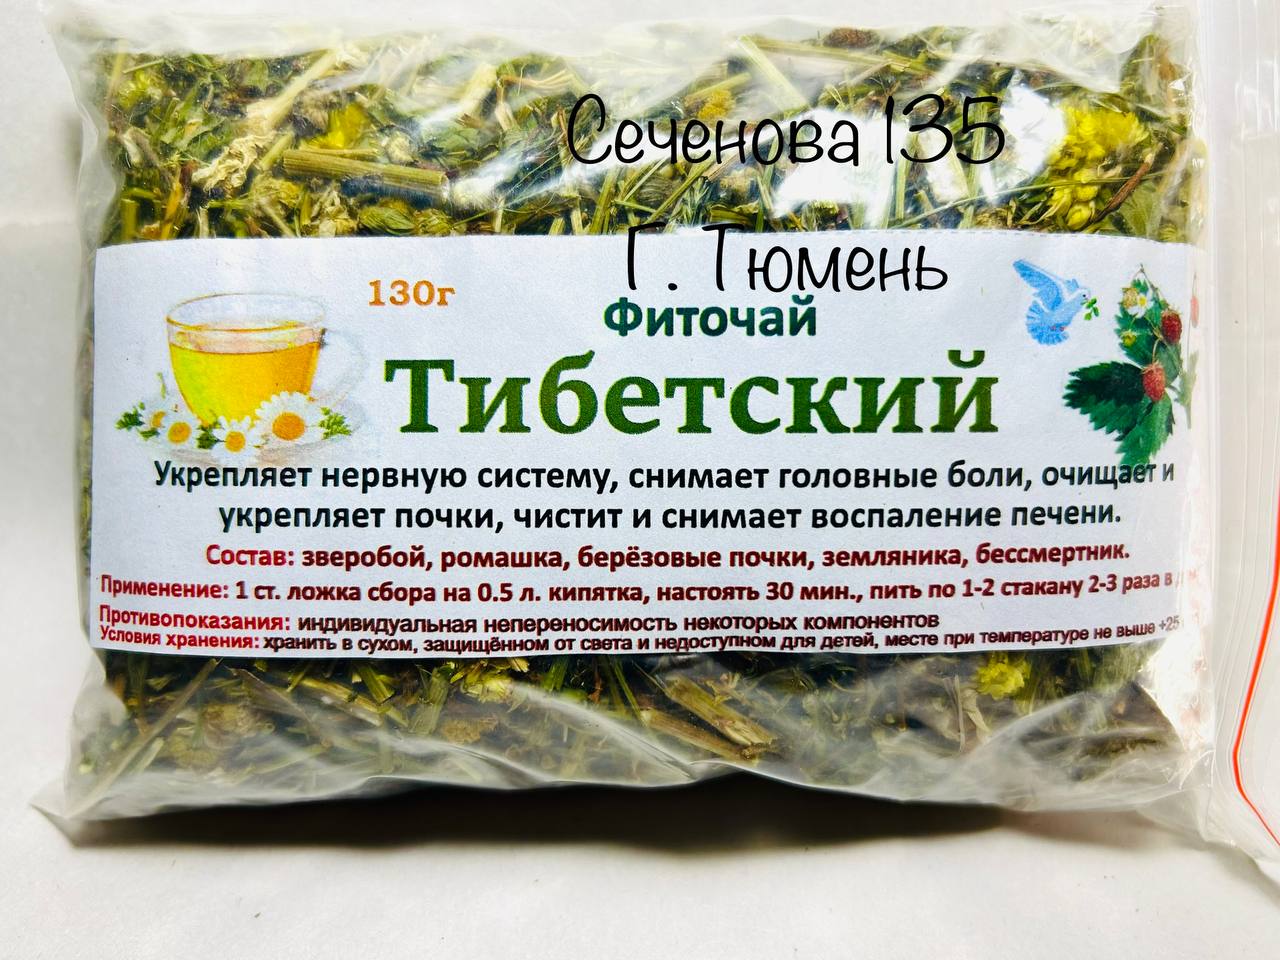 Сеченова 135
Г. Тюмень
130г
Фиточай
Тибетский
Укрепляет нервную систему, снимает головные боли, очищает и
укрепляет почки, чистит и снимает воспаление печени.
Состав: зверобой, ромашка, берёзовые почки, земляника, бессмертник.
Применение: 1 ст. ложка сбора на 0.5 л. кипятка, настоять 30 мин., пить по 1-2 стакану 2-3 раза в
Противопоказания: индивидуальная непереносимость некоторых компонентов
Условия хранения: хранить в сухом, защищённом от света и недоступном для детей, месте при температуре не выше +25